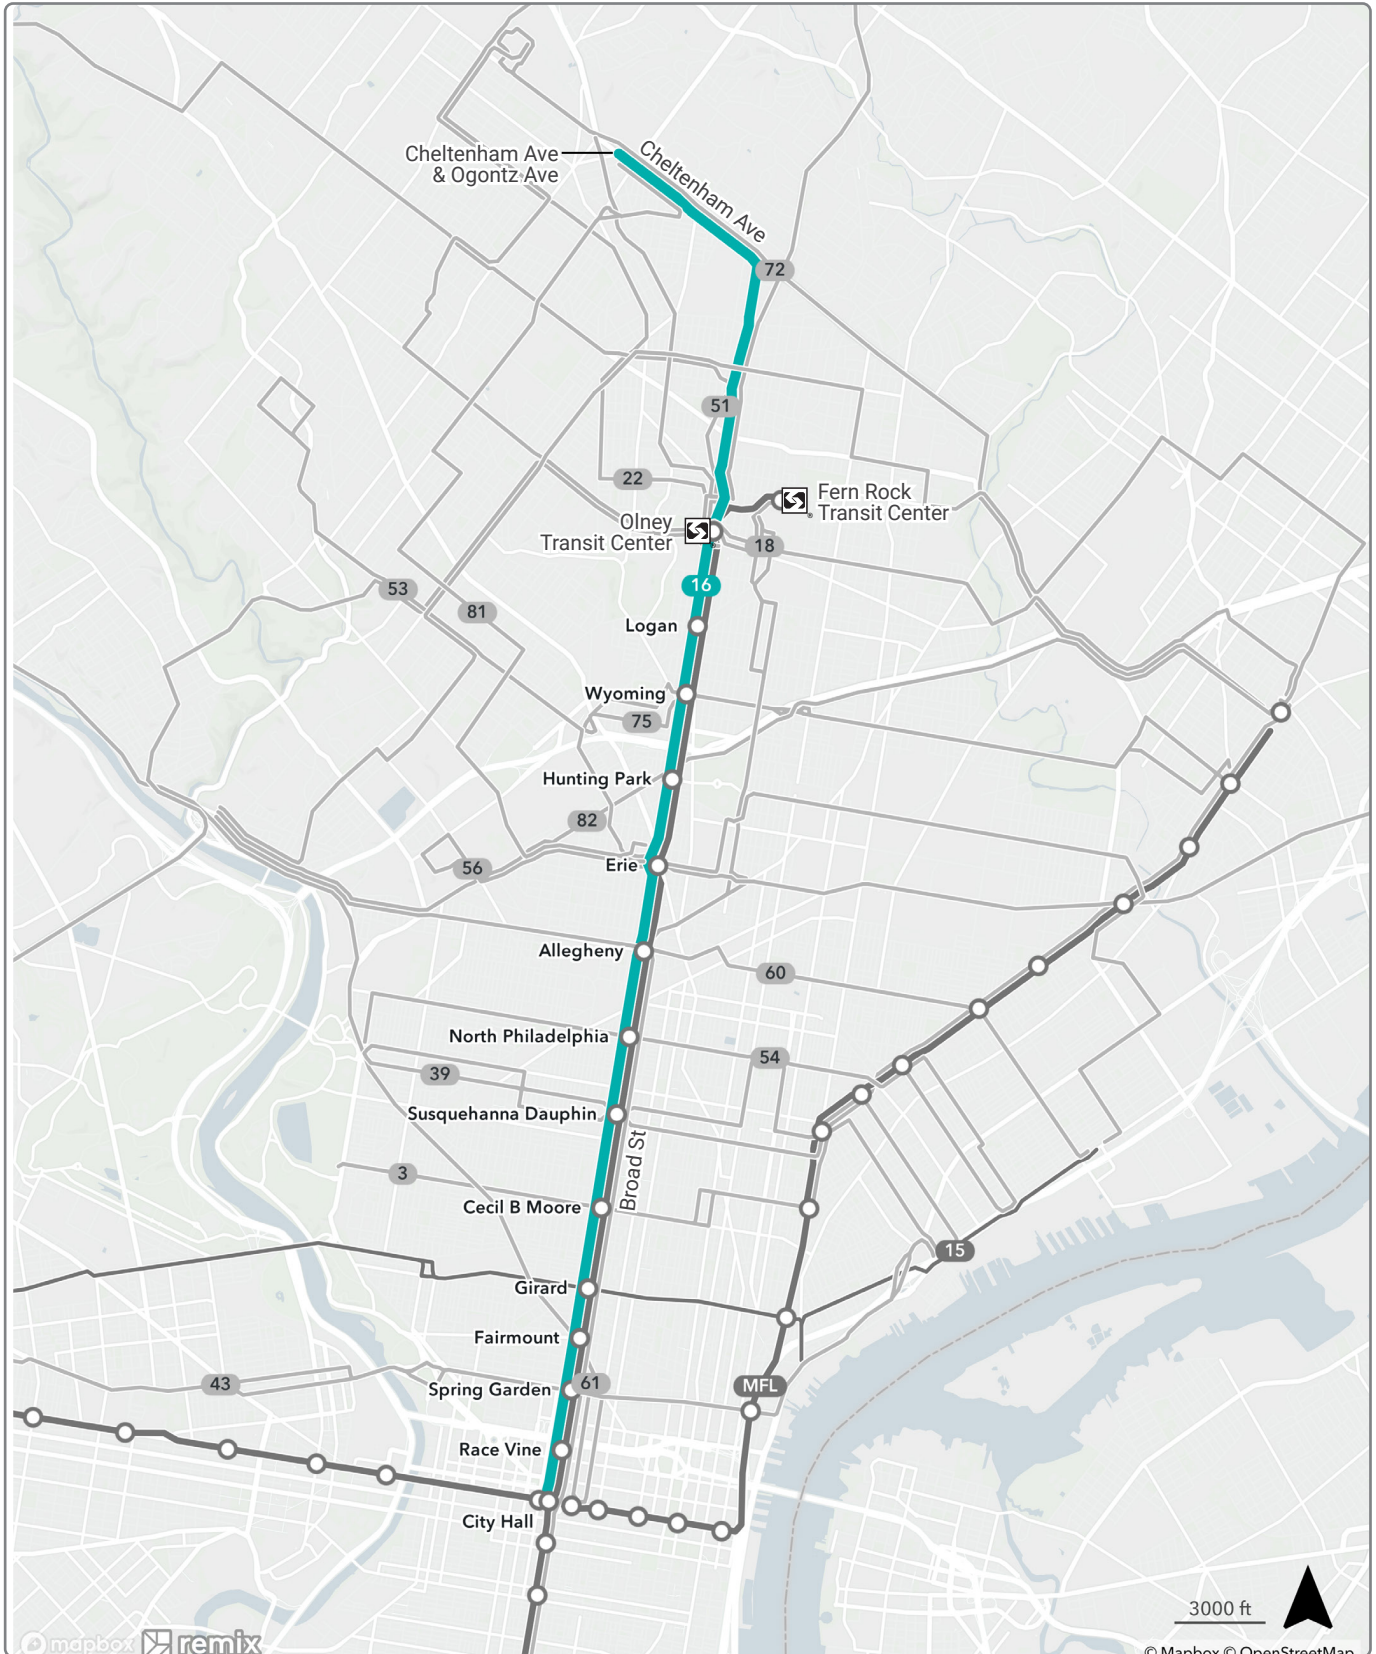 Cheltenham Ave
& Ogontz Ave
Cheltenham Ave
72
51
22
Fern Rock
Transit Center
Olney
Transit Center
18
16
53
81
Logan
Wyoming
75
Hunting Park
82
Erie
56
Allegheny
60
North Philadelphia
54
39
Susquehanna Dauphin
Broad St
3
Cecil B Moore
15
Girard
Fairmount
MFL
43
Spring Garden
61
Race Vine
City Hall
3000 ft
mapbox
remix
© Mapbox © OpenStreetMap